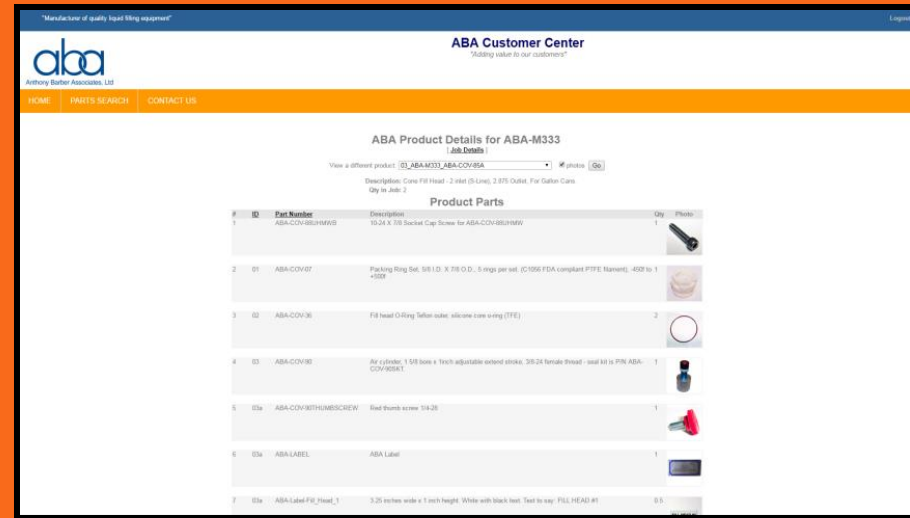 "Manufacturer of quality liquid filling equipment"
Logout
aba
Anthony Barber Associates, Ltd
ABA Customer Center
"Adding value to our customers"
HOME PARTS SEARCH CONTACT US
ABA Product Details for ABA-M333
[ Job Details ]
View a different product: 03_ABA-M333_ABA-COV-85A photos Go
Description: Cone Fill Head - 2 inlet (S-Line), 2.875 Outlet, For Gallon Cans
Qty In Job: 2
Product Parts
# ID Part Number Description Qty Photo
1 10-24 X 7/8 Socket Cap Screw for 1
2 01 ABA-COV-07 Packing Ring Set, 5/8 I.D. X 7/8 O.D., 5 rings per set, (C1056 FDA compliant PTFE filament), -450f to 1
+500f
3 02 ABA-COV-36 Fill head O-Ring Teflon outer, silicone core o-ring (TFE) 2
4 03 ABA-COV-90 Air cylinder, 1 5/8 bore x 1inch adjustable extend stroke, 3/8-24 female thread - seal kit is P/N ABA-
COV-90SKT. 1
5 03a ABA-COV-90THUMBSCREW Red thumb screw 1/4-28 1
6 03a ABA-LABEL ABA Label 1
7 03a ABA-Label-Fill_Head_1 3.25 inches wide x 1 inch height. White with black text. Text to say: FILL HEAD #1 0.5